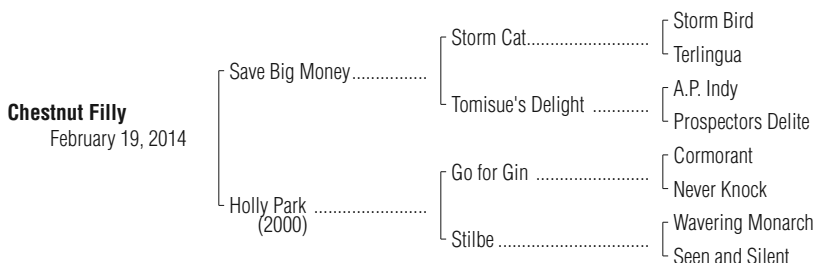 Storm Bird
Storm Cat..............................
Terlingua
Save Big Money..................
A.P. Indy
Tomisue's Delight ..............
Chestnut Filly
Prospectors Delite
February 19, 2014
Cormorant
Go for Gin ............................
Never Knock
Holly Park ...........................
(2000)
Wavering Monarch
Stilbe .....................................
Seen and Silent